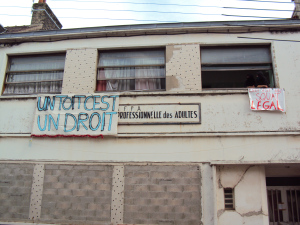 UN TOIT C'EST
UN DROIT
PROFESSIONNELLE des ADULTES
LEGAL